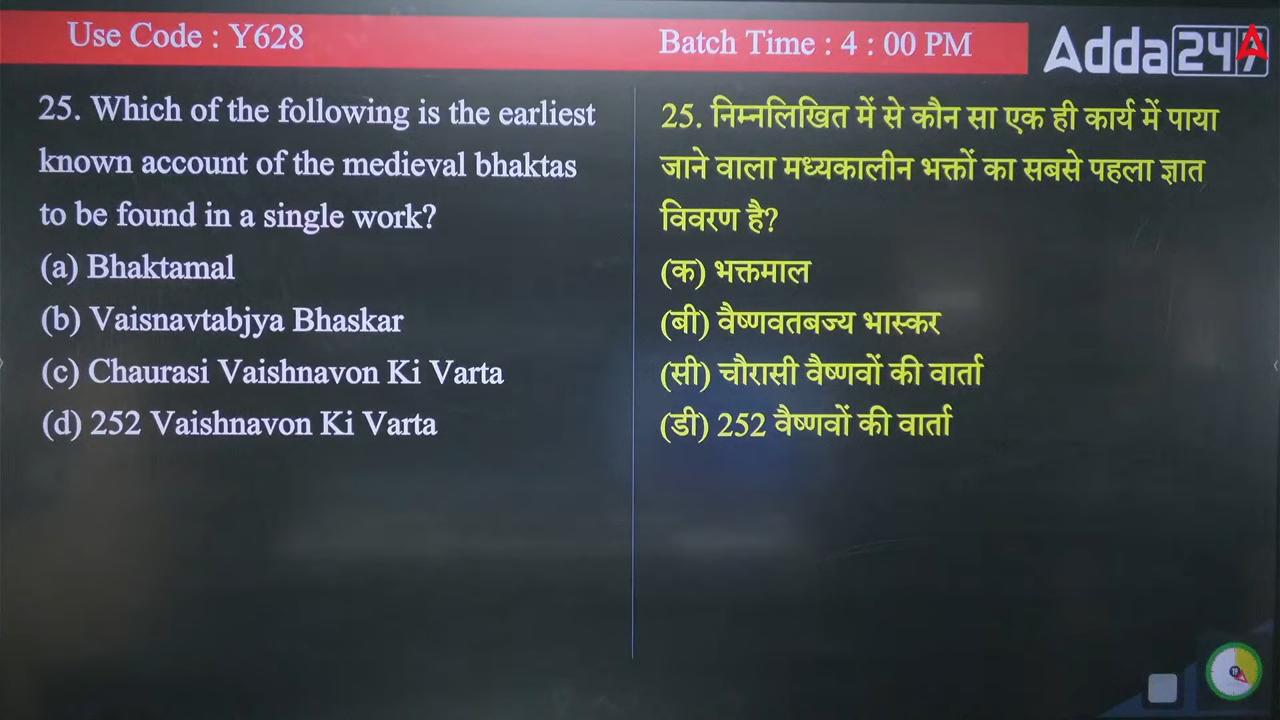 Use Code : Y628
Batch Time : 4 : 00 PM
Adda247
25. Which of the following is the earliest
known account of the medieval bhaktas
to be found in a single work?
(a) Bhaktamal
(b) Vaisnavtabjya Bhaskar
(c) Chaurasi Vaishnavon Ki Varta
(d) 252 Vaishnavon Ki Varta
25. निम्नलिखित में से कौन सा एक ही कार्य में पाया
जाने वाला मध्यकालीन भक्तों का सबसे पहला ज्ञात
विवरण है?
(क) भक्तमाल
(बी) वैष्णवतबज्य भास्कर
(सी) चौरासी वैष्णवों की वार्ता
(डी) 252 वैष्णवों की वार्ता